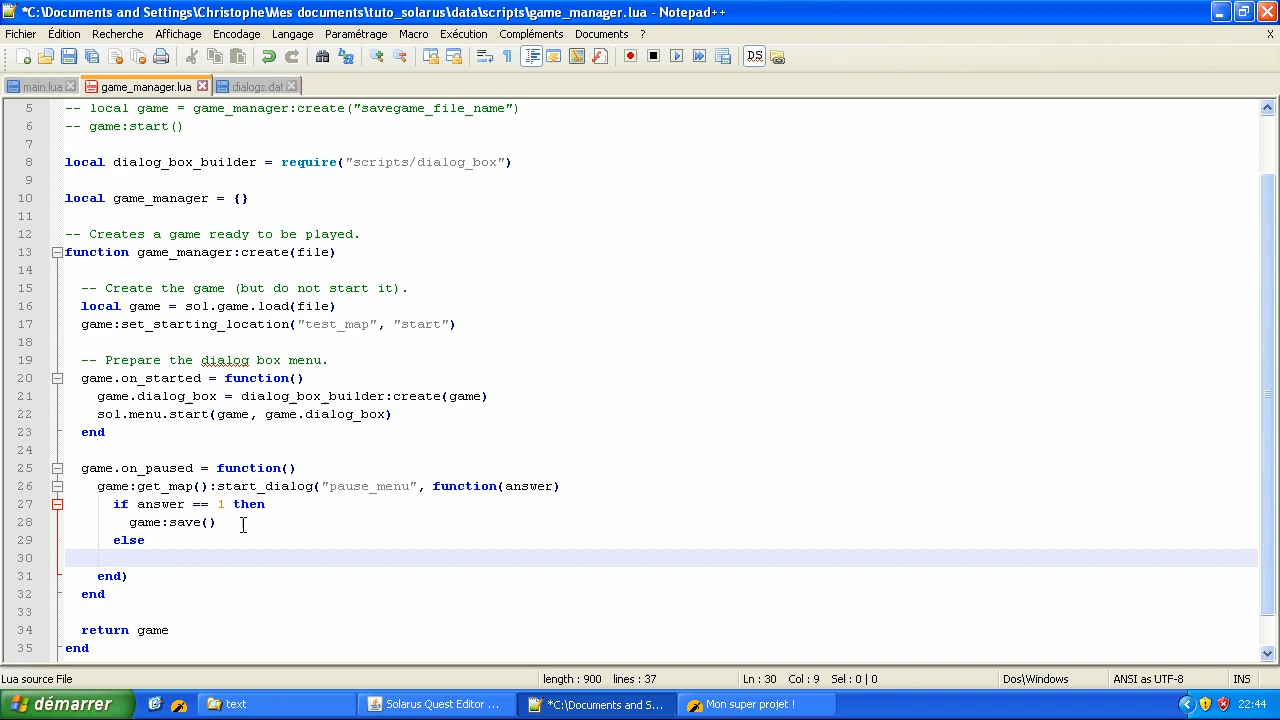 *C:\Documents and Settings\Christophe\Mes documents\tuto_solarus\data\scripts\game_manager.lua - Notepad++
Fichier Édition Recherche Affichage Encodage Langage Paramétrage Macro Exécution Compléments Documents ? X
main.lua game_manager.lua dialogs.dat
5 -- local game = game_manager:create("savegame_file_name")
6 -- game:start()
7
8 local dialog_box_builder = require("scripts/dialog_box")
9
10 local game_manager = {}
11
12 -- Creates a game ready to be played.
13 function game_manager:create(file)
14
15 -- Create the game (but do not start it).
16 local game = sol.game.load(file)
17 game:set_starting_location("test_map", "start")
18
19 -- Prepare the dialog box menu.
20 game.on_started = function()
21 game.dialog_box = dialog_box_builder:create(game)
22 sol.menu.start(game, game.dialog_box)
23 end
24
25 game.on_paused = function()
26 game:get_map():start_dialog("pause_menu", function(answer)
27 if answer == 1 then
28 game:save()
29 else
30
31 end)
32 end
33
34 return game
35 end
Lua source File length : 900 lines : 37 Ln : 30 Col : 9 Sel : 0 | 0 Dos\Windows ANSI as UTF-8 INS
démarrer text Solarus Quest Editor ... *C:\Documents and S... Mon super projet ! 22:44